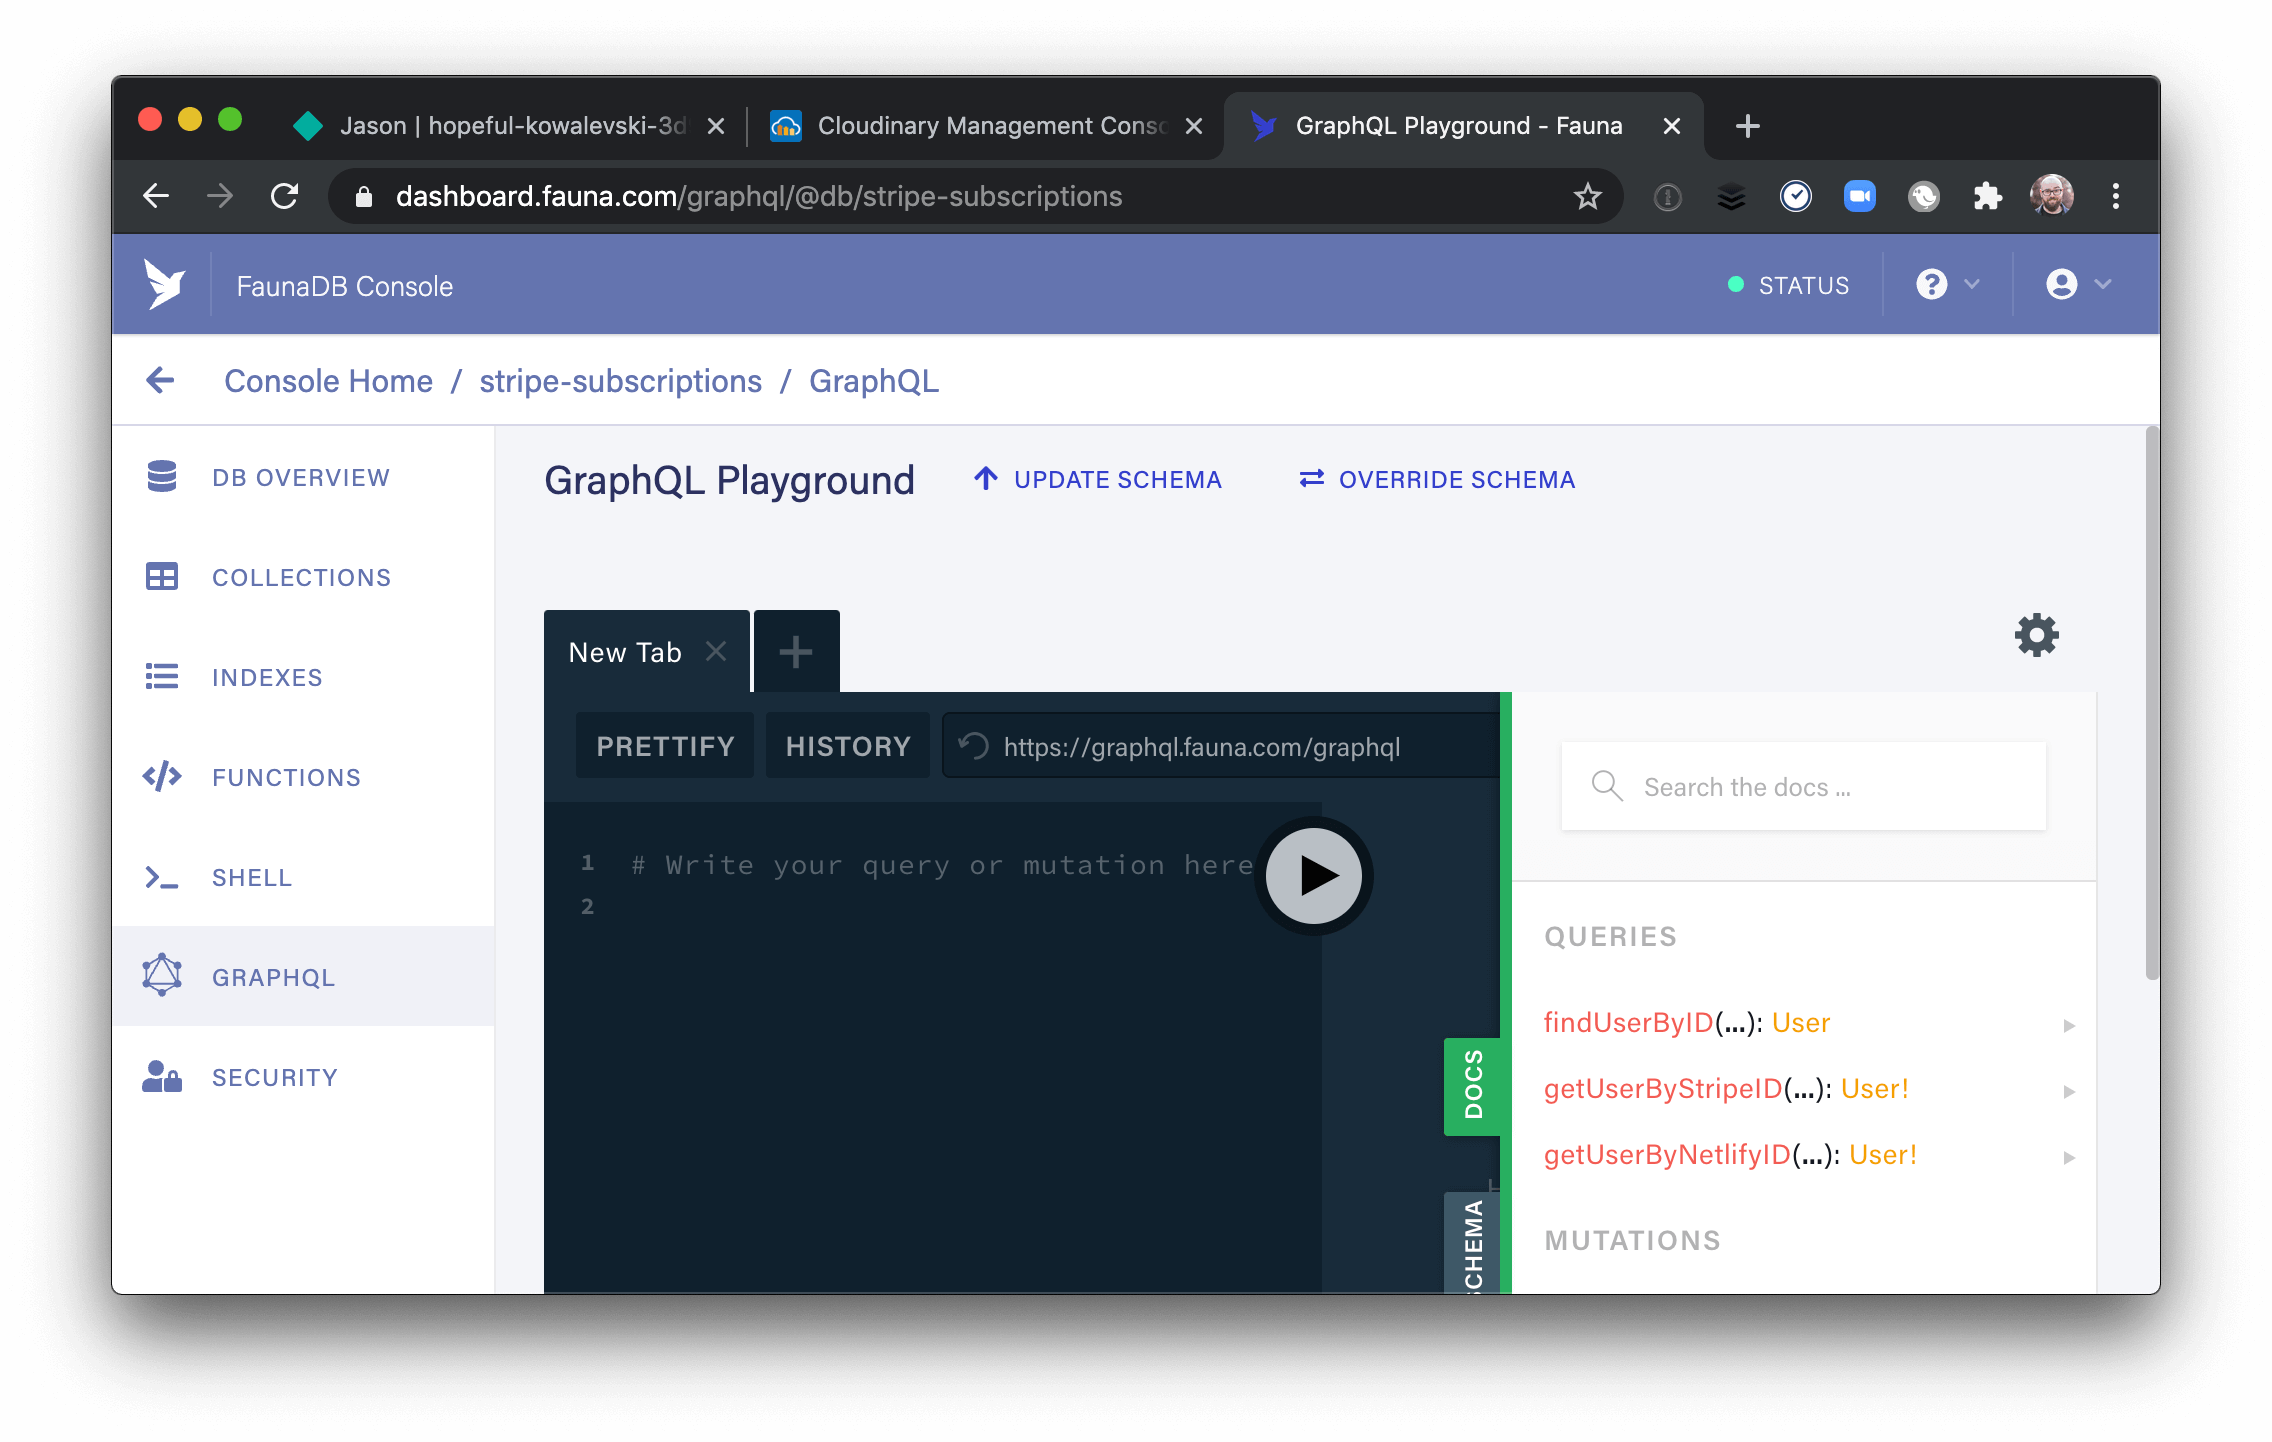 Jason | hopeful-kowalevski-3d
Cloudinary Management Conso
GraphQL Playground - Fauna
dashboard.fauna.com/graphql/@db/stripe-subscriptions
FaunaDB Console
STATUS
Console Home / stripe-subscriptions / GraphQL
DB OVERVIEW
COLLECTIONS
INDEXES
FUNCTIONS
SHELL
GRAPHQL
SECURITY
GraphQL Playground
UPDATE SCHEMA
OVERRIDE SCHEMA
New Tab
PRETTIFY
HISTORY
https://graphql.fauna.com/graphql
1 # Write your query or mutation here
2
DOCS
SCHEMA
Search the docs ...
QUERIES
findUserByID(...): User
getUserByStripeID(...): User!
getUserByNetlifyID(...): User!
MUTATIONS